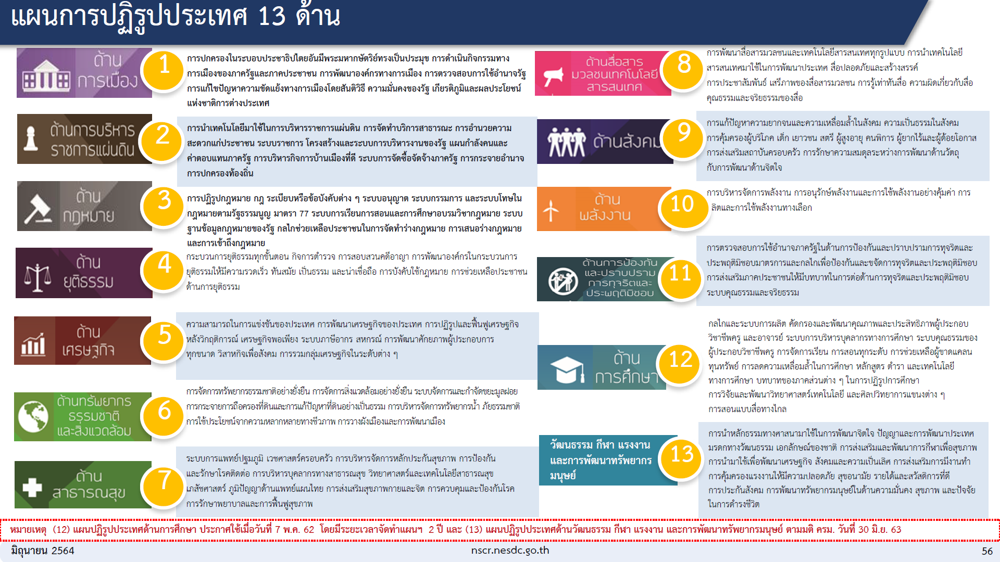 แผนการปฏิรูปประเทศ 13 ด้าน
ด้าน
การเมือง
1
การปกครองในระบอบประชาธิปไตยอันมีพระมหากษัตริย์ทรงเป็นประมุข การดำเนินกิจกรรมทาง
การเมืองของภาครัฐและภาคประชาชน การพัฒนาองค์กรทางการเมือง การตรวจสอบการใช้อำนาจรัฐ
การแก้ไขปัญหาความขัดแย้งทางการเมืองโดยสันติวิธี ความมั่นคงของรัฐ เกียรติภูมิและผลประโยชน์
แห่งชาติการต่างประเทศ
ด้านการบริหาร
ราชการแผ่นดิน
2
การนำเทคโนโลยีมาใช้ในการบริหารราชการแผ่นดิน การจัดทำบริการสาธารณะ การอำนวยความ
สะดวกแก่ประชาชน ระบบราชการ โครงสร้างและระบบการบริหารงานของรัฐ แผนกำลังคนและ
ค่าตอบแทนภาครัฐ การบริหารกิจการบ้านเมืองที่ดี ระบบการจัดซื้อจัดจ้างภาครัฐ การกระจายอำนาจ
การปกครองท้องถิ่น
ด้าน
กฎหมาย
3
การปฏิรูปกฎหมาย กฎ ระเบียบหรือข้อบังคับต่าง ๆ ระบบอนุญาต ระบบกรรมการ และระบบโทษใน
กฎหมายตามรัฐธรรมนูญ มาตรา 77 ระบบการเรียนการสอนและการศึกษาอบรมวิชากฎหมาย ระบบ
ฐานข้อมูลกฎหมายของรัฐ กลไกช่วยเหลือประชาชนในการจัดทำร่างกฎหมาย การเสนอร่างกฎหมาย
และการเข้าถึงกฎหมาย
ด้าน
ยุติธรรม
4
กระบวนการยุติธรรมทุกขั้นตอน กิจการตำรวจ การสอบสวนคดีอาญา การพัฒนาองค์กรในกระบวนการ
ยุติธรรมให้มีความรวดเร็ว ทันสมัย เป็นธรรม และน่าเชื่อถือ การบังคับใช้กฎหมาย การช่วยเหลือประชาชน
ด้านการยุติธรรม
ด้าน
เศรษฐกิจ
5
ความสามารถในการแข่งขันของประเทศ การพัฒนาเศรษฐกิจของประเทศ การปฏิรูปและฟื้นฟูเศรษฐกิจ
หลังวิกฤติการณ์ เศรษฐกิจพอเพียง ระบบภาษีอากร สหกรณ์ การพัฒนาศักยภาพผู้ประกอบการ
ทุกขนาด วิสาหกิจเพื่อสังคม การรวมกลุ่มเศรษฐกิจในระดับต่าง ๆ
ด้านทรัพยากร
ธรรมชาติ
และสิ่งแวดล้อม
6
การจัดการทรัพยากรธรรมชาติอย่างยั่งยืน การจัดการสิ่งแวดล้อมอย่างยั่งยืน ระบบจัดการและกำจัดขยะมูลฝอย
การกระจายการถือครองที่ดินและการแก้ปัญหาที่ดินอย่างเป็นธรรม การบริหารจัดการทรัพยากรน้ำ ภัยธรรมชาติ
การใช้ประโยชน์จากความหลากหลายทางชีวภาพ การวางผังเมืองและการพัฒนาเมือง
ด้าน
สาธารณสุข
7
ระบบการแพทย์ปฐมภูมิ เวชศาสตร์ครอบครัว การบริหารจัดการหลักประกันสุขภาพ การป้องกัน
และรักษาโรคติดต่อ การบริหารบุคลากรทางสาธารณสุข วิทยาศาสตร์และเทคโนโลยีสาธารณสุข
เภสัชศาสตร์ ภูมิปัญญาด้านแพทย์แผนไทย การส่งเสริมสุขภาพกายและจิต การควบคุมและป้องกันโรค
การรักษาพยาบาลและการฟื้นฟูสุขภาพ
ด้านสื่อสาร
มวลชนเทคโนโลยี
สารสนเทศ
8
การพัฒนาสื่อสารมวลชนและเทคโนโลยีสารสนเทศทุกรูปแบบ การนำเทคโนโลยี
สารสนเทศมาใช้ในการพัฒนาประเทศ สื่อปลอดภัยและสร้างสรรค์
การประชาสัมพันธ์ เสรีภาพของสื่อสารมวลชน การรู้เท่าทันสื่อ ความผิดเกี่ยวกับสื่อ
คุณธรรมและจริยธรรมของสื่อ
ด้านสังคม
9
การแก้ปัญหาความยากจนและความเหลื่อมล้ำในสังคม ความเป็นธรรมในสังคม
การคุ้มครองผู้บริโภค เด็ก เยาวชน สตรี ผู้สูงอายุ คนพิการ ผู้ยากไร้และผู้ด้อยโอกาส
การส่งเสริมสถาบันครอบครัว การรักษาความสมดุลระหว่างการพัฒนาด้านวัตถุ
กับการพัฒนาด้านจิตใจ
ด้าน
พลังงาน
10
การบริหารจัดการพลังงาน การอนุรักษ์พลังงานและการใช้พลังงานอย่างคุ้มค่า การ
ลิตและการใช้พลังงานทางเลือก
ด้านการป้องกัน
และปราบปราม
การทุจริตและ
ประพฤติมิชอบ
11
การตรวจสอบการใช้อำนาจภาครัฐในด้านการป้องกันและปราบปรามการทุจริตและ
ประพฤติมิชอบมาตรการและกลไกเพื่อป้องกันและขจัดการทุจริตและประพฤติมิชอบ
การส่งเสริมภาคประชาชนให้มีบทบาทในการต่อต้านการทุจริตและประพฤติมิชอบ
ระบบคุณธรรมและจริยธรรม
ด้าน
การศึกษา
12
กลไกและระบบการผลิต คัดกรองและพัฒนาคุณภาพและประสิทธิภาพผู้ประกอบ
วิชาชีพครู และอาจารย์ ระบบการบริหารบุคลากรทางการศึกษา ระบบคุณธรรมของ
ผู้ประกอบวิชาชีพครู การจัดการเรียน การสอนทุกระดับ การช่วยเหลือผู้ขาดแคลน
ทุนทรัพย์ การลดความเหลื่อมล้ำในการศึกษา หลักสูตร ตำรา และเทคโนโลยี
ทางการศึกษา บทบาทของภาคส่วนต่าง ๆ ในการปฏิรูปการศึกษา
การวิจัยและพัฒนาวิทยาศาสตร์เทคโนโลยี และศิลปวิทยาการแขนงต่าง ๆ
การสอนแบบสื่อทางไกล
วัฒนธรรม กีฬา แรงงาน
และการพัฒนาทรัพยากร
มนุษย์
13
การนำหลักธรรมทางศาสนามาใช้ในการพัฒนาจิตใจ ปัญญาและการพัฒนาประเทศ
มรดกทางวัฒนธรรม เอกลักษณ์ของชาติ การส่งเสริมและพัฒนาการกีฬาเพื่อสุขภาพ
การนำมาใช้เพื่อพัฒนาเศรษฐกิจ สังคมและความเป็นเลิศ การส่งเสริมการมีงานทำ
การคุ้มครองแรงงานให้มีความปลอดภัย สุขอนามัย รายได้และสวัสดิการที่ดี
การประกันสังคม การพัฒนาทรัพยากรมนุษย์ในด้านความมั่นคง สุขภาพ และปัจจัย
ในการดำรงชีวิต
หมายเหตุ (12) แผนปฏิรูปประเทศด้านการศึกษา ประกาศใช้เมื่อวันที่ 7 พ.ค. 62 โดยมีระยะเวลาจัดทำแผนฯ 2 ปี และ (13) แผนปฏิรูปประเทศด้านวัฒนธรรม กีฬา แรงงาน และการพัฒนาทรัพยากรมนุษย์ ตามมติ ครม. วันที่ 30 มิ.ย. 63
มิถุนายน 2564
nscr.nesdc.go.th
56